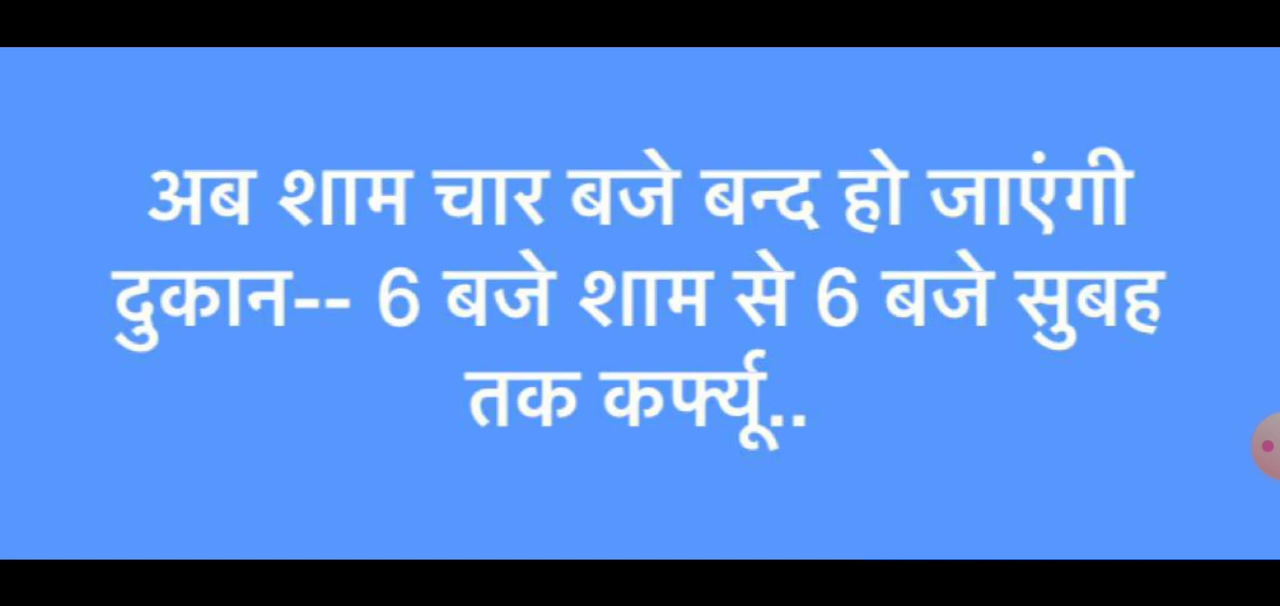 अब शाम चार बजे बन्द हो जाएंगी
दुकान-- 6 बजे शाम से 6 बजे सुबह
तक कर्फ्यू..